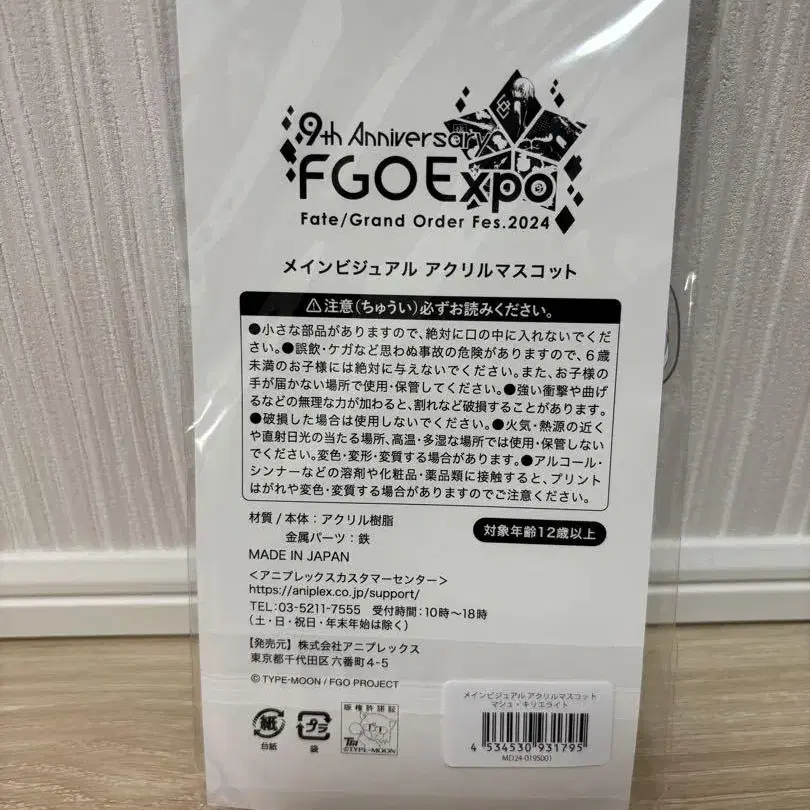 9th Anniversary
FGO Expo
Fate/Grand Order Fes.2024
メインビジュアル アクリルマスコット
⚠注意(ちゅうい)必ずお読みください。
●小さな部品がありますので、絶対に口の中に入れないでくだ
さい。●誤飲・ケガなど思わぬ事故の危険がありますので、6歳
未満のお子様には絶対に与えないでください。また、お子様の
手が届かない場所で使用・保管してください。●強い衝撃や曲げ
るなどの無理な力が加わると、割れなど破損することがあります。
●破損した場合は使用しないでください。●火気・熱源の近く
や直射日光の当たる場所、高温・多湿な場所では使用・保管しない
でください。変色・変形・変質する場合があります。●アルコール・
シンナーなどの溶剤や化粧品・薬品類に接触すると、プリント
はがれや変色・変質する場合がありますのでご注意ください。
材質/本体:アクリル樹脂
金属パーツ:鉄
対象年齢12歳以上
MADE IN JAPAN
<アニプレックスカスタマーセンター>
https://aniplex.co.jp/support/
TEL:03-5211-7555 受付時間:10時〜18時
(土・日・祝日・年末年始は除く)
【発売元】株式会社アニプレックス
東京都千代田区六番町4-5
©TYPE-MOON / FGO PROJECT
紙
台紙
プラ
袋
版権許諾証
TM
©TYPE-MOON
メインビジュアル アクリルマスコット
マシュ・キリエライト
4 534530 931795
MD24-0195001